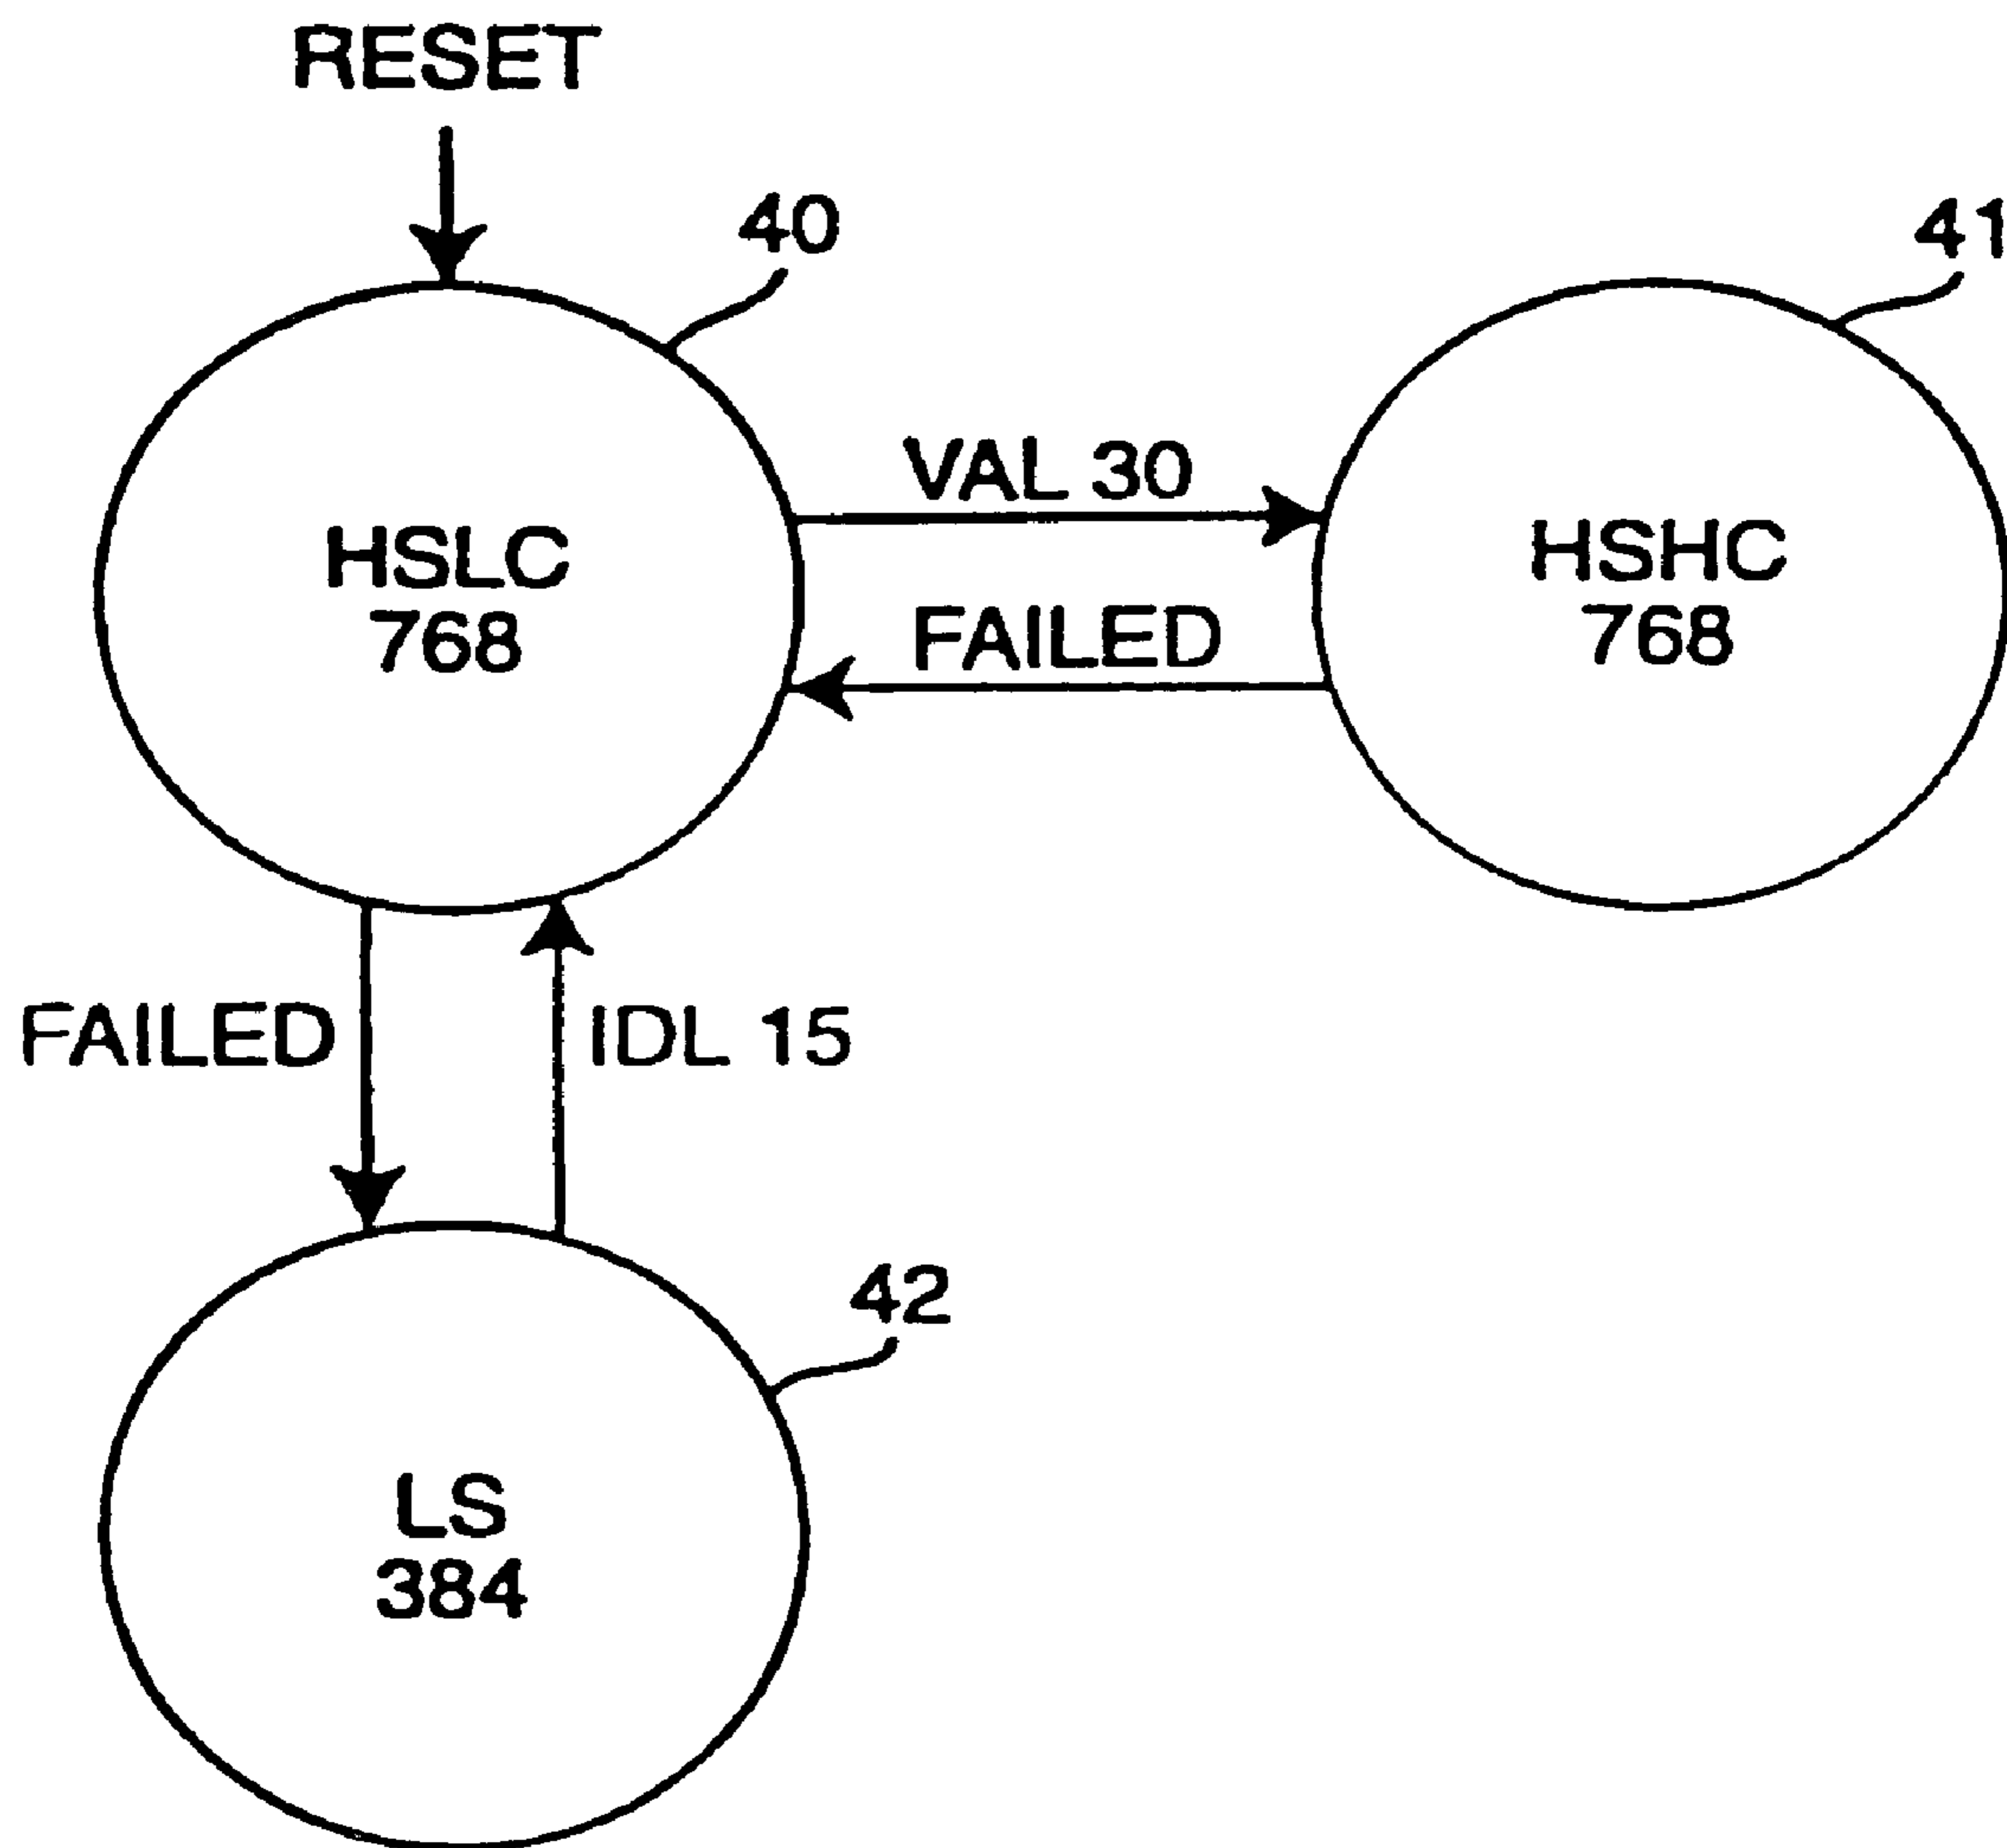 RESET
40
41
VAL 30
HSLC
768
HSHC
768
FAILED
FAILED
IDL 15
42
LS
384